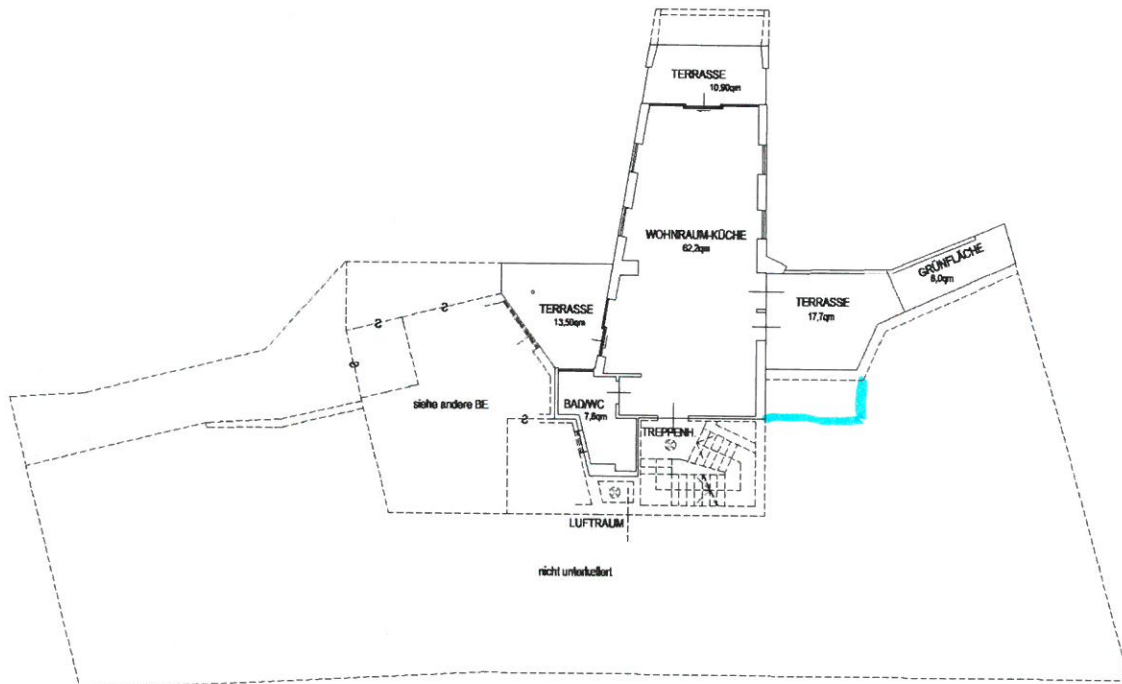 TERRASSE
10,90qm
WOHNRAUM-KÜCHE
62,2qm
GRÜNFLÄCHE
8,0qm
TERRASSE
13,50qm
TERRASSE
17,7qm
S
S
S
siehe andere BE
S
BAD/WC
7,8qm
TREPPENH.
LUFTRAUM
nicht unterkellert